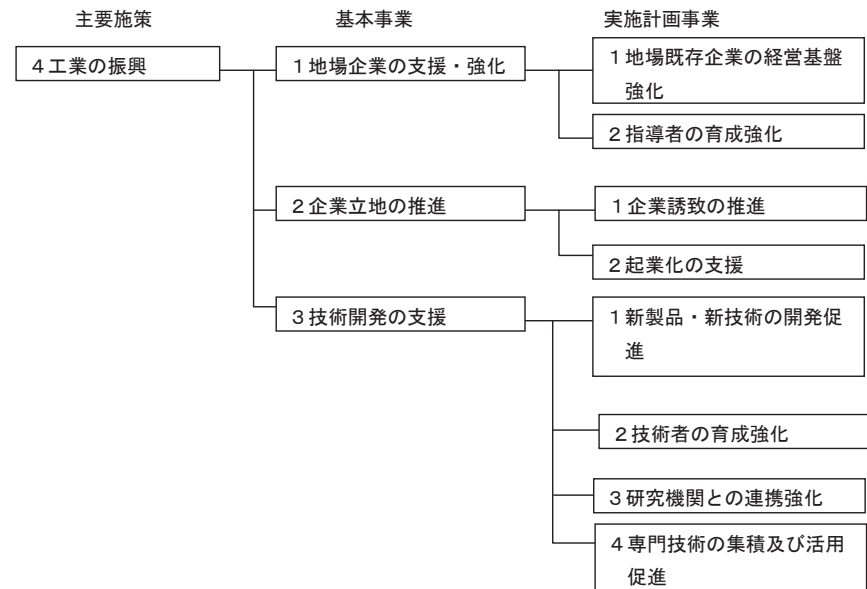 主要施策 基本事業 実施計画事業
４工業の振興 １地場企業の支援・強化 １地場既存企業の経営基盤
強化
２指導者の育成強化
２企業立地の推進 １企業誘致の推進
２起業化の支援
３技術開発の支援 １新製品・新技術の開発促
進
２技術者の育成強化
３研究機関との連携強化
４専門技術の集積及び活用
促進